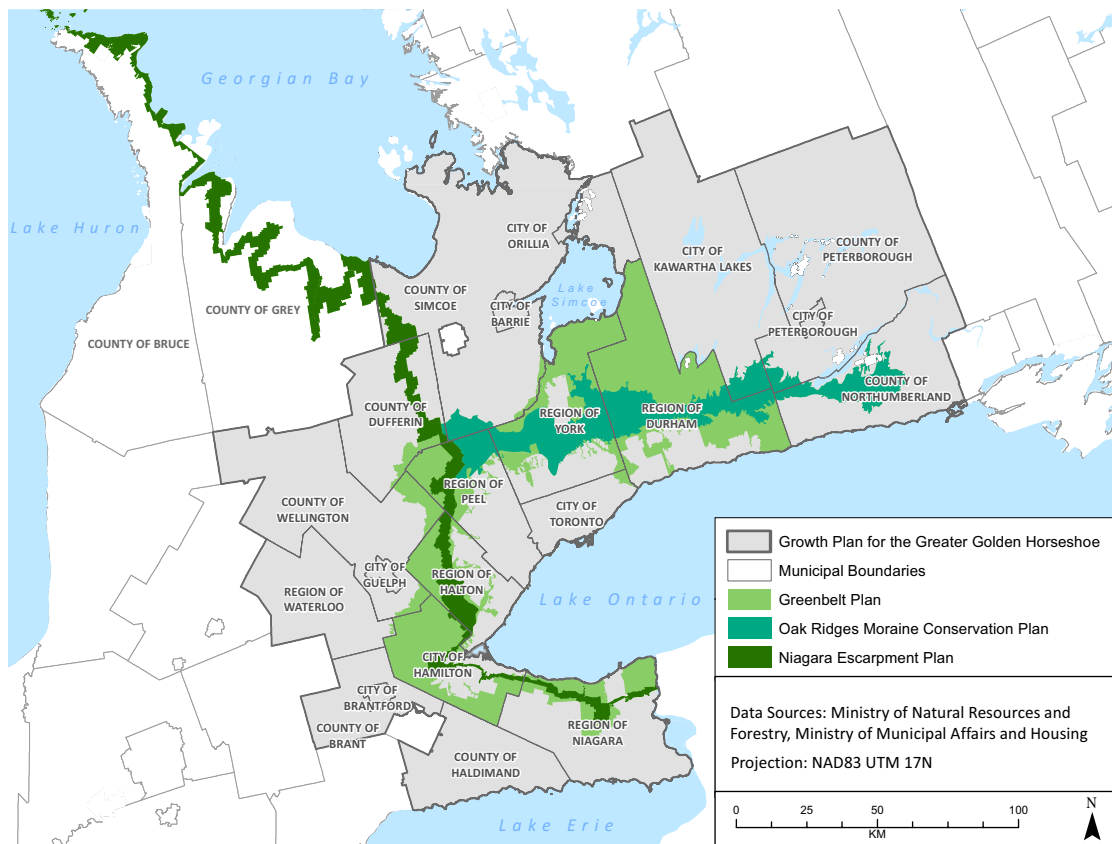 Georgian Bay
Lake Huron
CITY OF
ORILLIA
CITY OF
KAWARTHA LAKES
COUNTY OF
PETERBOROUGH
COUNTY OF
SIMCOE
Lake
Simcoe
CITY OF
BARRIE
COUNTY OF GREY
CITY OF
PETERBOROUGH
COUNTY OF BRUCE
COUNTY OF
NORTHUMBERLAND
COUNTY OF
DUFFERIN
REGION OF
YORK
REGION OF
DURHAM
REGION OF
PEEL
COUNTY OF
WELLINGTON
CITY OF
TORONTO
CITY OF
GUELPH
REGION OF
HALTON
REGION OF
WATERLOO
Lake Ontario
CITY OF
HAMILTON
CITY OF
BRANTFORD
COUNTY OF
BRANT
REGION OF
NIAGARA
COUNTY OF
HALDIMAND
Lake Erie
Growth Plan for the Greater Golden Horseshoe
Municipal Boundaries
Greenbelt Plan
Oak Ridges Moraine Conservation Plan
Niagara Escarpment Plan
Data Sources: Ministry of Natural Resources and
Forestry, Ministry of Municipal Affairs and Housing
Projection: NAD83 UTM 17N
0 25 50 100
KM
N